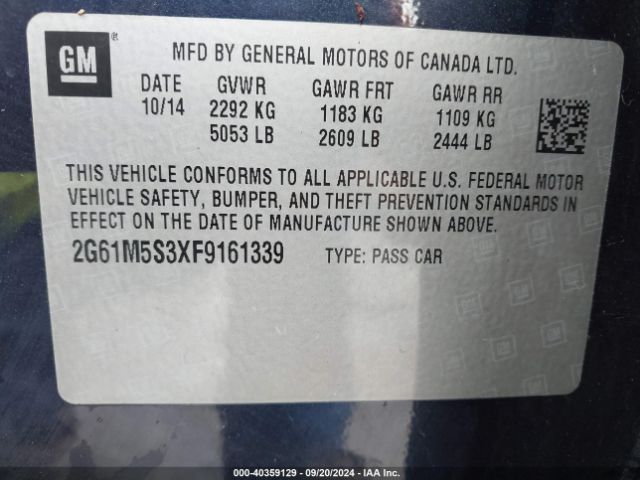 GM
MFD BY GENERAL MOTORS OF CANADA LTD.
DATE GVWR GAWR FRT GAWR RR
10/14 2292 KG 1183 KG 1109 KG
5053 LB 2609 LB 2444 LB
THIS VEHICLE CONFORMS TO ALL APPLICABLE U.S. FEDERAL MOTOR
VEHICLE SAFETY, BUMPER, AND THEFT PREVENTION STANDARDS IN
EFFECT ON THE DATE OF MANUFACTURE SHOWN ABOVE.
2G61M5S3XF9161339 TYPE: PASS CAR
000-40359129 - 09/20/2024 - IAA Inc.